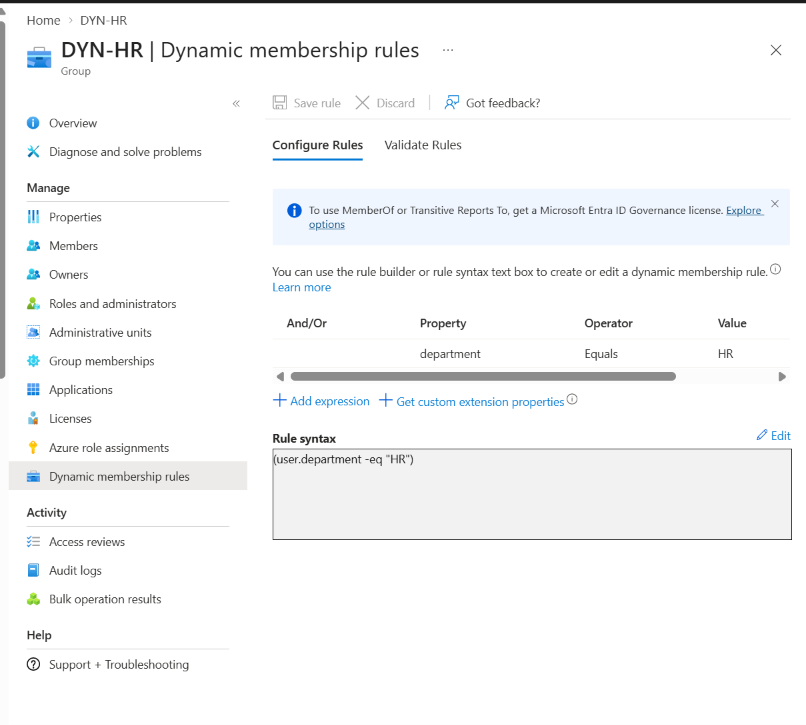 Home > DYN-HR
DYN-HR | Dynamic membership rules ...
Group
«
Save rule Discard Got feedback?
Overview
Diagnose and solve problems
Manage
Properties
Members
Owners
Roles and administrators
Administrative units
Group memberships
Applications
Licenses
Azure role assignments
Dynamic membership rules
Activity
Access reviews
Audit logs
Bulk operation results
Help
Support + Troubleshooting
Configure Rules Validate Rules
To use MemberOf or Transitive Reports To, get a Microsoft Entra ID Governance license. Explore
options
You can use the rule builder or rule syntax text box to create or edit a dynamic membership rule.
Learn more
And/Or Property Operator Value
department Equals HR
+ Add expression + Get custom extension properties
Rule syntax Edit
(user.department -eq "HR")